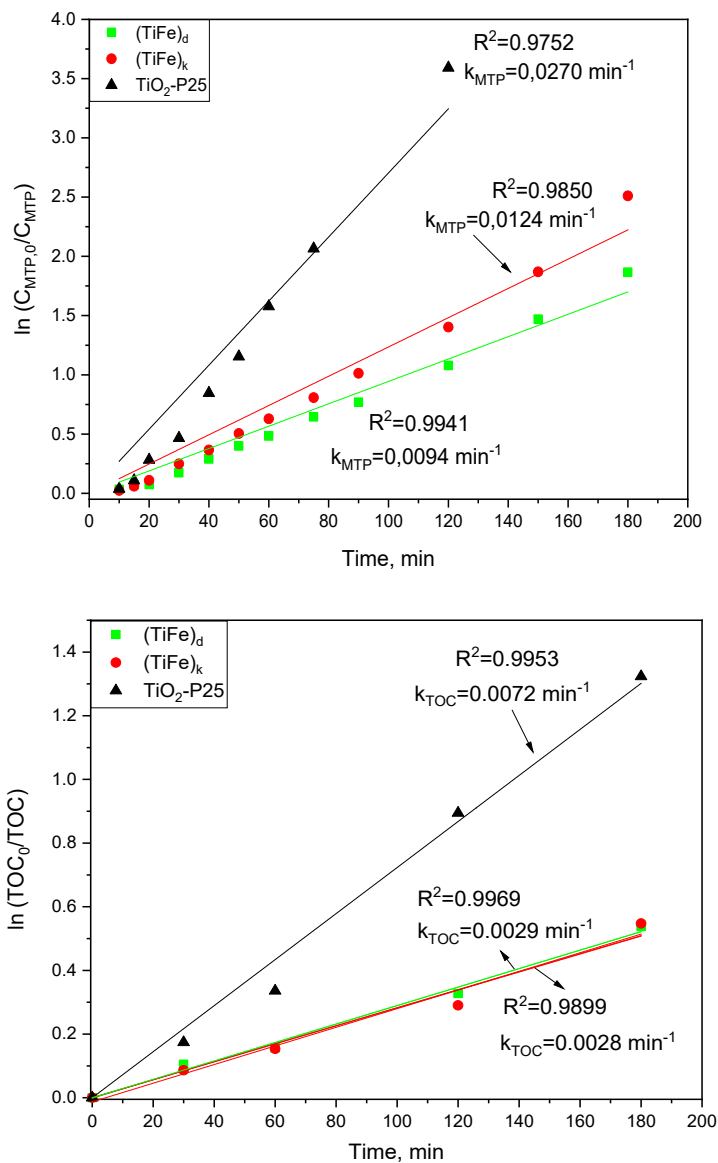 (TiFe)d
(TiFe)k
TiO2-P25
R2=0.9752
kMTP=0,0270 min-1
R2=0.9850
kMTP=0,0124 min-1
R2=0.9941
kMTP=0,0094 min-1
ln (CMTP,0/CMTP)
4.0
3.5
3.0
2.5
2.0
1.5
1.0
0.5
0.0
0 20 40 60 80 100 120 140 160 180 200
Time, min
(TiFe)d
(TiFe)k
TiO2-P25
R2=0.9953
kTOC=0.0072 min-1
R2=0.9969
kTOC=0.0029 min-1
R2=0.9899
kTOC=0.0028 min-1
ln (TOC0/TOC)
1.4
1.2
1.0
0.8
0.6
0.4
0.2
0.0
0 20 40 60 80 100 120 140 160 180 200
Time, min